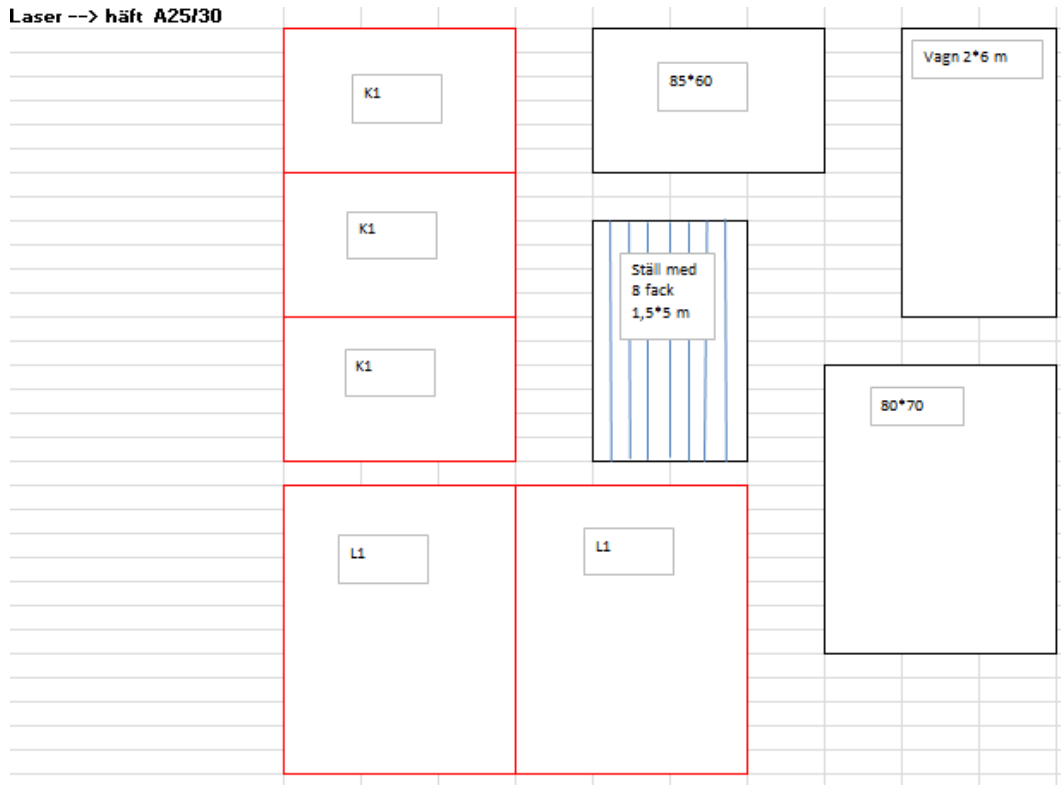 Laser --> häft A25/30
K1
85*60
Vagn 2*6 m
K1
Ställ med
8 fack
1,5*5 m
K1
80*70
L1
L1